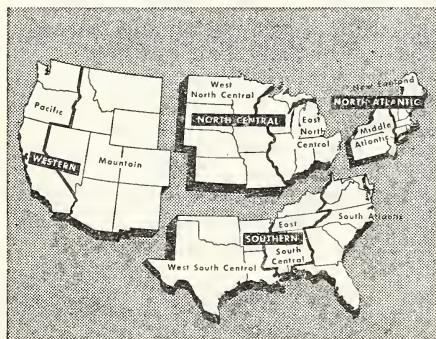 Pacific
WESTERN
Mountain
West
North Central
NORTH CENTRAL
East
North
Central
New England
NORTH ATLANTIC
Middle
Atlantic
East
South Atlantic
SOUTHERN
South
Central
West South Central